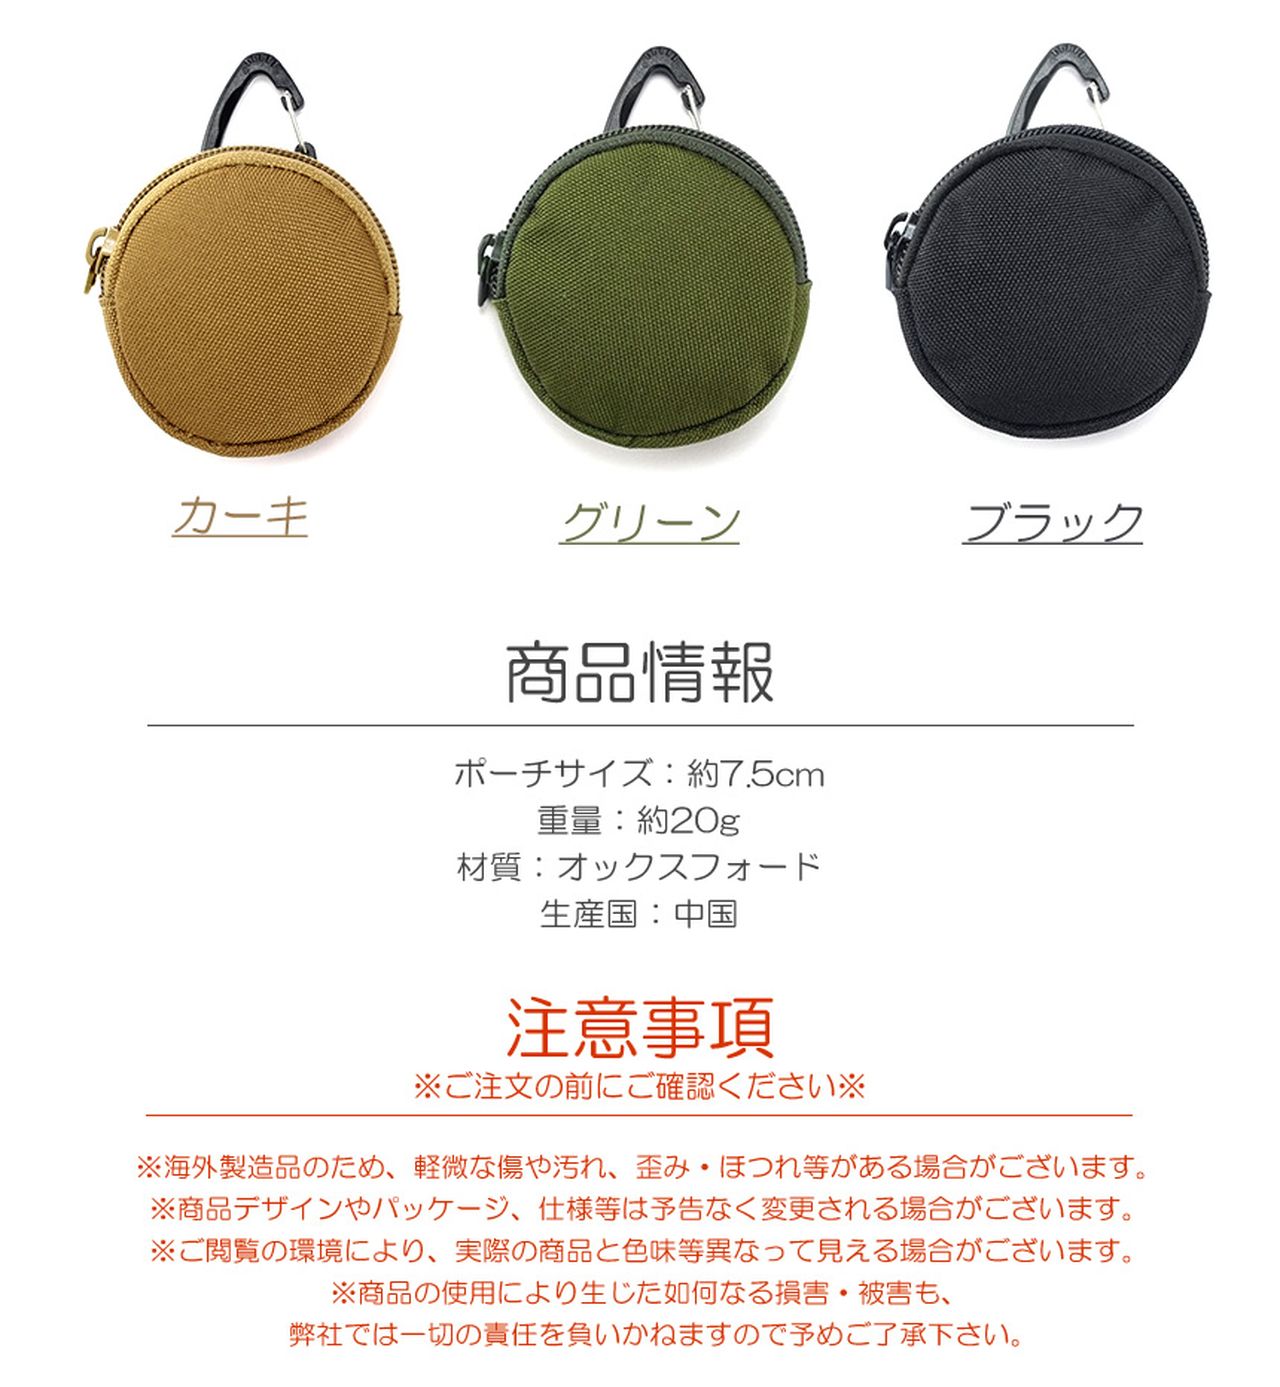 カーキ
グリーン
ブラック
商品情報
ポーチサイズ：約7.5cm
重量：約20g
材質：オックスフォード
生産国：中国
注意事項
※ご注文の前にご確認ください※
※海外製造品のため、軽微な傷や汚れ、歪み・ほつれ等がある場合がございます。
※商品デザインやパッケージ、仕様等は予告なく変更される場合がございます。
※ご閲覧の環境により、実際の商品と色味等異なって見える場合がございます。
※商品の使用により生じた如何なる損害・被害も、
弊社では一切の責任を負いかねますので予めご了承下さい。